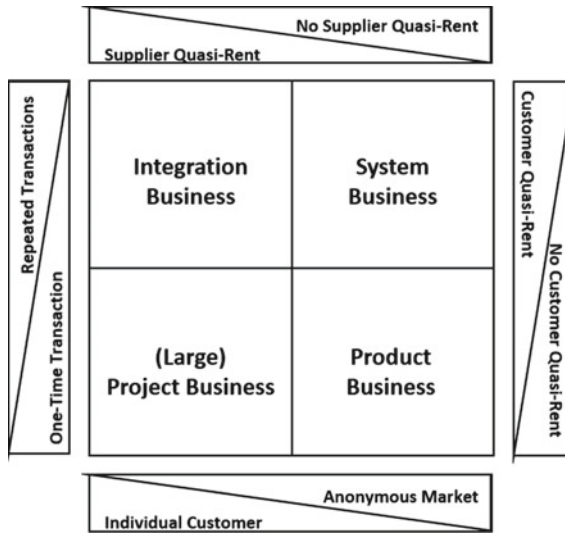 No Supplier Quasi-Rent
Supplier Quasi-Rent
Repeated Transactions
One-Time Transaction
Integration
Business
System
Business
(Large)
Project Business
Product
Business
Customer Quasi-Rent
No Customer Quasi-Rent
Anonymous Market
Individual Customer